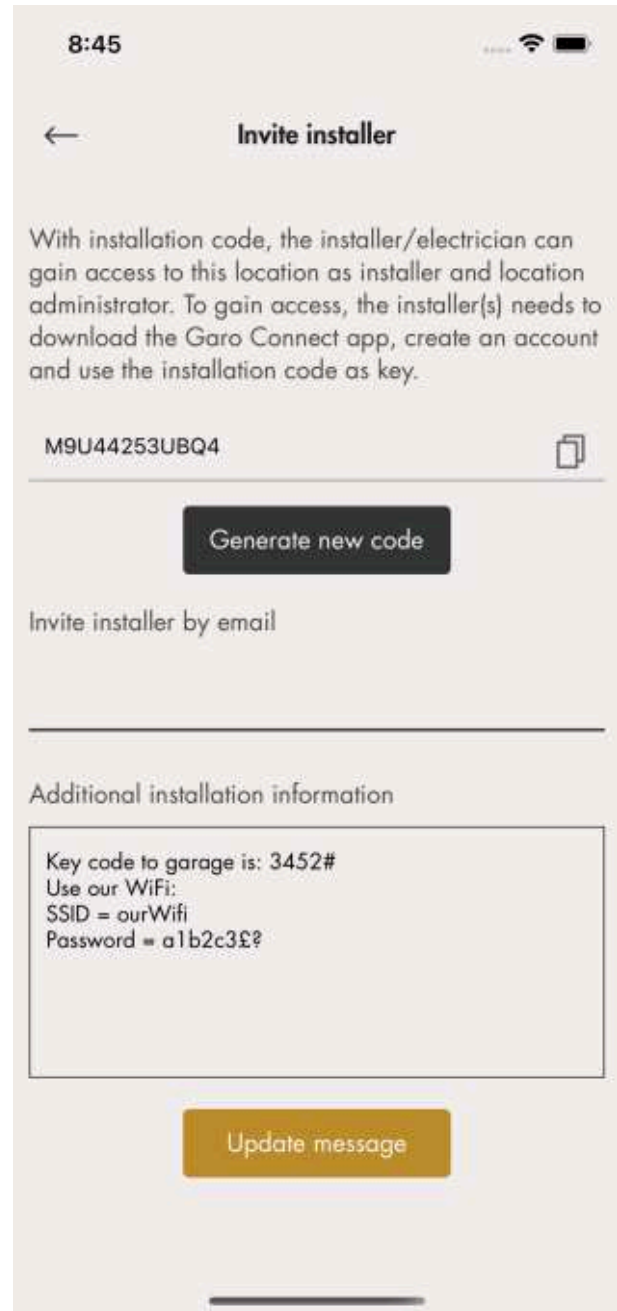 8:45
Invite installer
With installation code, the installer/electrician can
gain access to this location as installer and location
administrator. To gain access, the installer(s) needs to
download the Garo Connect app, create an account
and use the installation code as key.
M9U44253UBQ4
Generate new code
Invite installer by email
Additional installation information
Key code to garage is: 3452#
Use our WiFi:
SSID = ourWifi
Password = a1b2c3£?
Update message